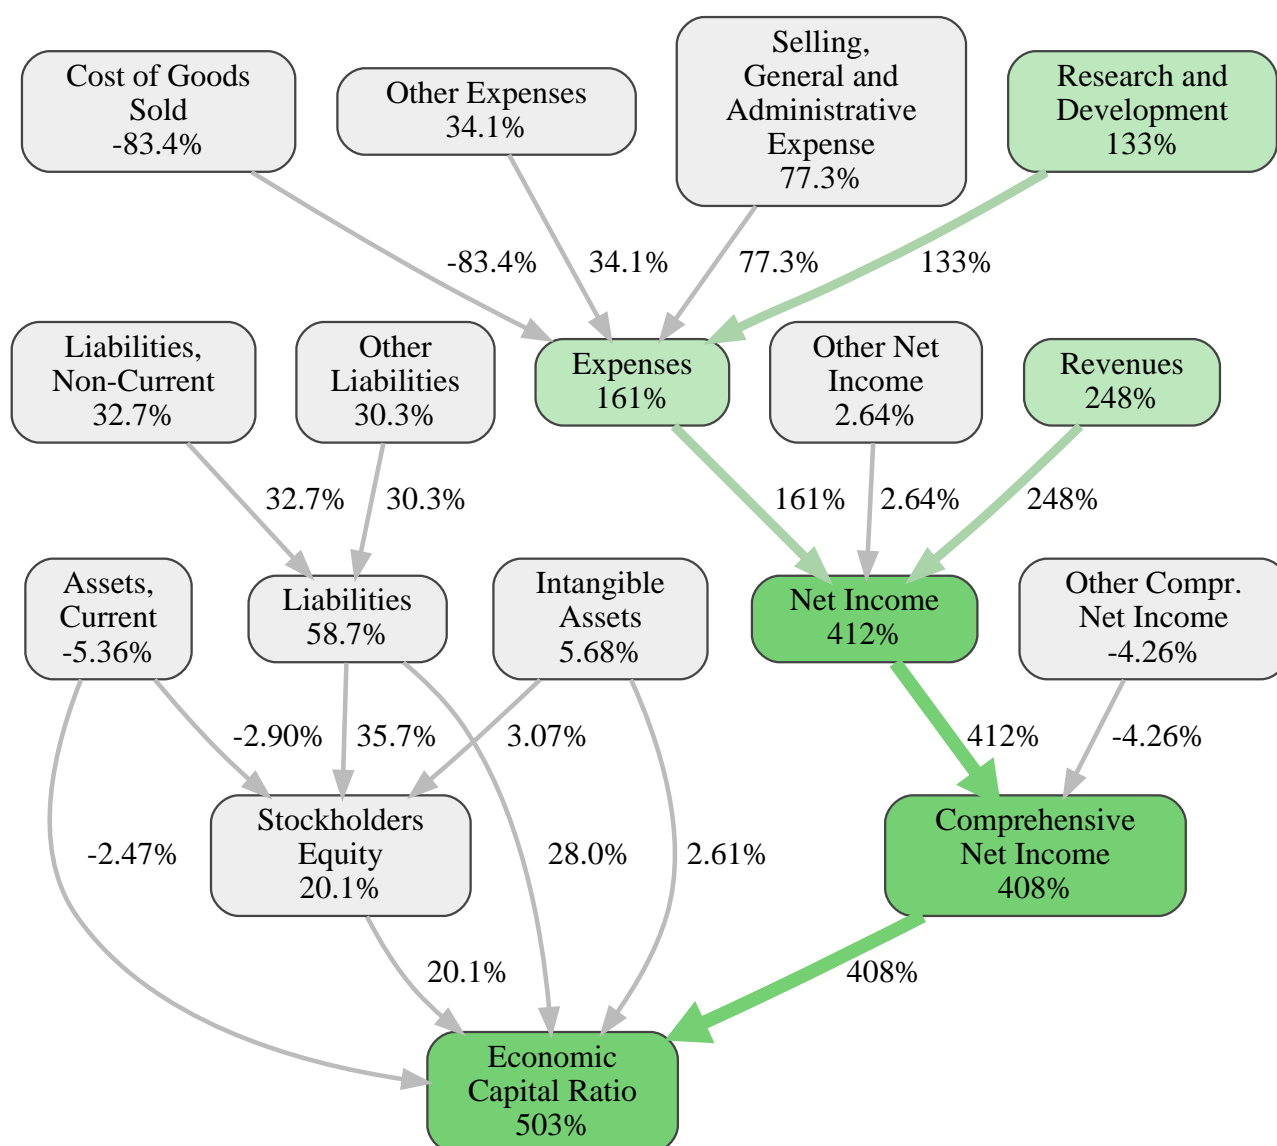 Cost of Goods
Sold
-83.4%
Other Expenses
34.1%
Selling,
General and
Administrative
Expense
77.3%
Research and
Development
133%
-83.4%
34.1%
77.3%
133%
Liabilities,
Non-Current
32.7%
Other
Liabilities
30.3%
Expenses
161%
Other Net
Income
2.64%
Revenues
248%
32.7%
30.3%
161%
2.64%
248%
Assets,
Current
-5.36%
Liabilities
58.7%
Intangible
Assets
5.68%
Net Income
412%
Other Compr.
Net Income
-4.26%
-2.90%
35.7%
3.07%
412%
-4.26%
Stockholders
Equity
20.1%
Comprehensive
Net Income
408%
-2.47%
28.0%
2.61%
20.1%
408%
Economic
Capital Ratio
503%